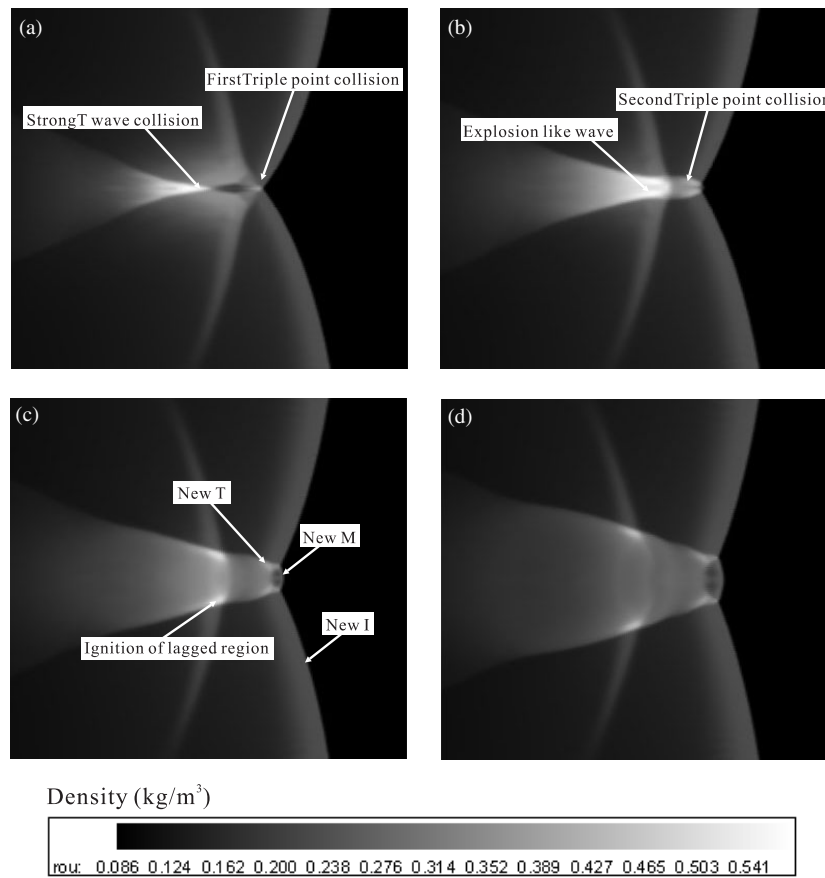 (a)
FirstTriple point collision
StrongT wave collision
(b)
SecondTriple point collision
Explosion like wave
(c)
New T
New M
New I
Ignition of lagged region
(d)
Density (kg/m³)
rou: 0.086 0.124 0.162 0.200 0.238 0.276 0.314 0.352 0.389 0.427 0.465 0.503 0.541